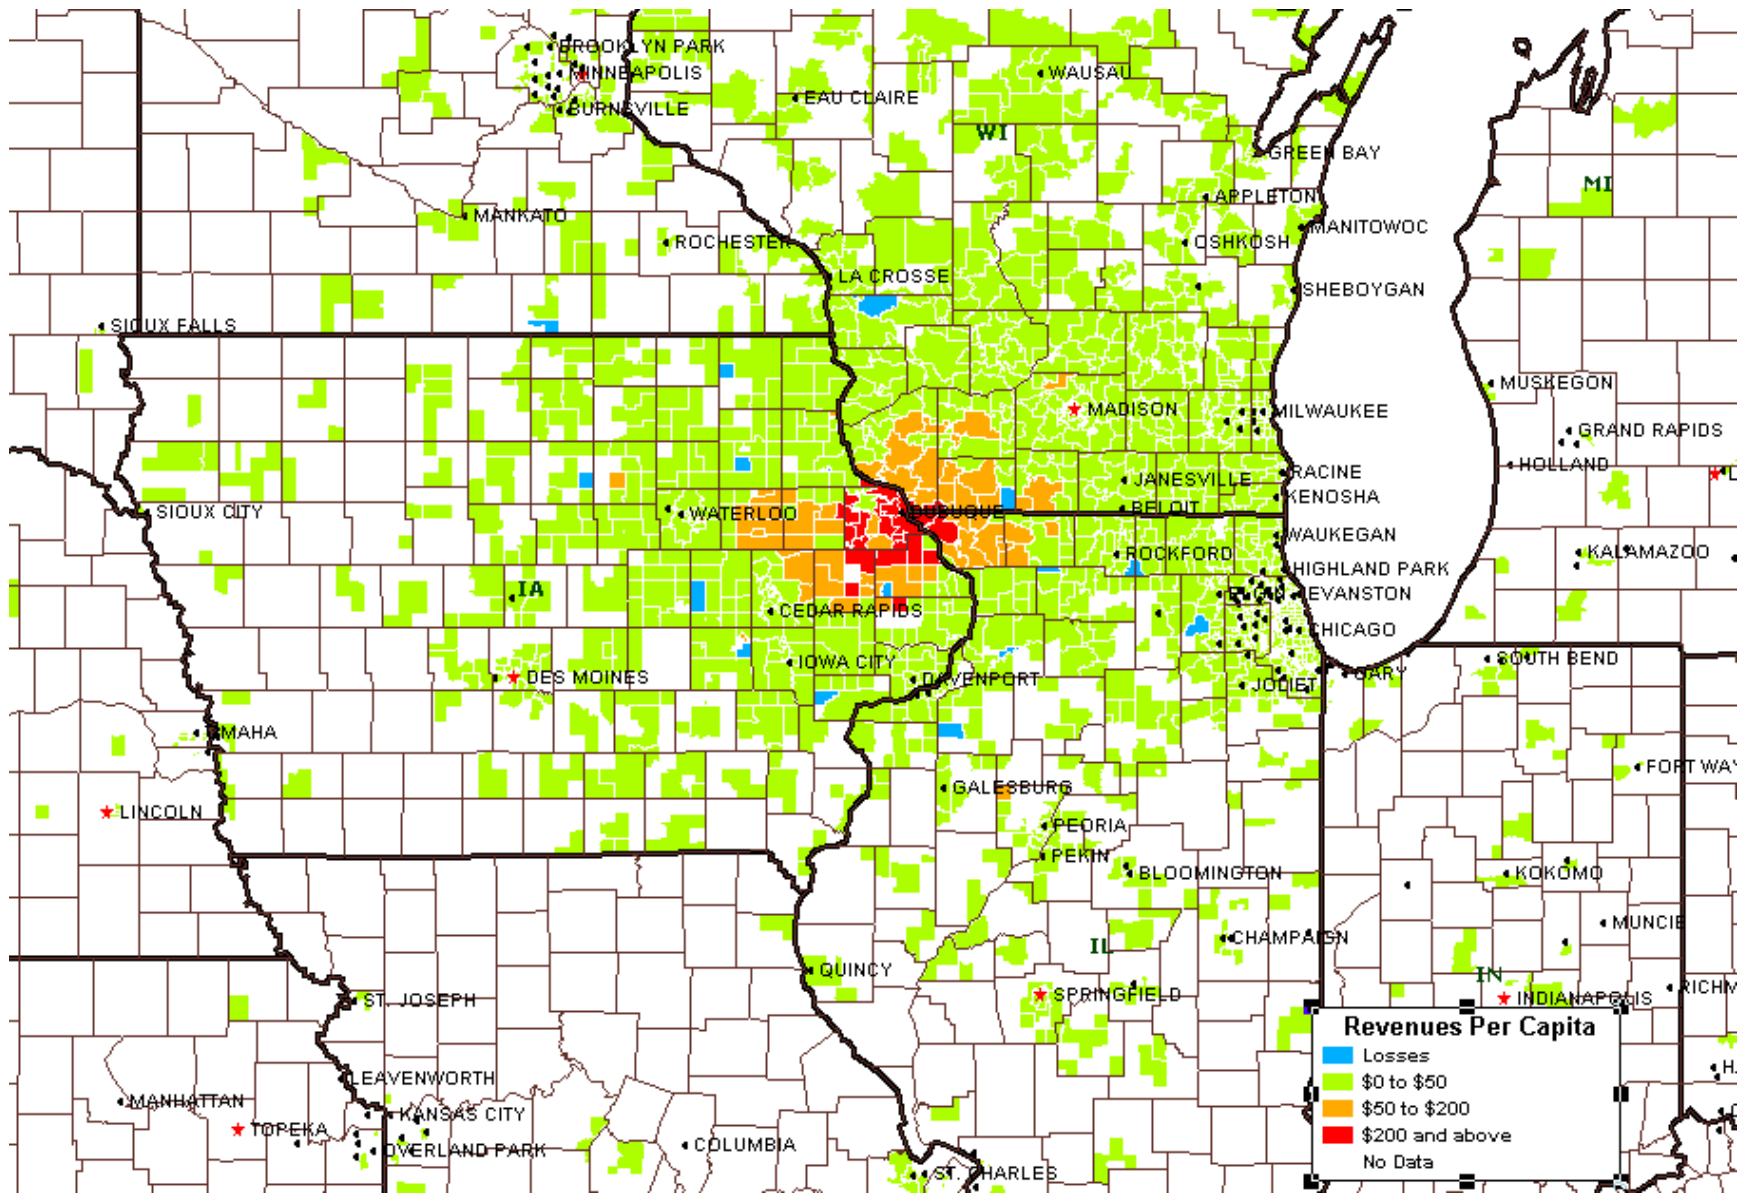 BROOKLYN PARK
MINNEAPOLIS
WAUSAU
EAU CLAIRE
BURNSVILLE
WI
GREEN BAY
MI
APPLETON
MANKATO
MANITOWOC
ROCHESTER
OSHKOSH
LA CROSSE
SHEBOYGAN
SIOUX FALLS
MUSKEGON
MADISON
MILWAUKEE
GRAND RAPIDS
HOLLAND
RACINE
L
JANESVILLE
KENOSHA
SIOUX CITY
WATERLOO
DUBUQUE
BELOIT
WAUKEGAN
ROCKFORD
KALAMAZOO
HIGHLAND PARK
IA
ELGIN
EVANSTON
CEDAR RAPIDS
CHICAGO
IOWA CITY
SOUTH BEND
DES MOINES
DAVENPORT
JOLIET
GARY
MAHA
FORT WAY
GALESBURG
LINCOLN
PEORIA
PEKIN
BLOOMINGTON
KOKOMO
MUNCIE
CHAMPAIGN
IL
QUINCY
IN
SPRINGFIELD
RICHM
ST. JOSEPH
INDIANAPOLIS
Revenues Per Capita
Losses
$0 to $50
$50 to $200
$200 and above
No Data
H
LEAVENWORTH
MANHATTAN
KANSAS CITY
TOPEKA
OVERLAND PARK
COLUMBIA
ST. CHARLES